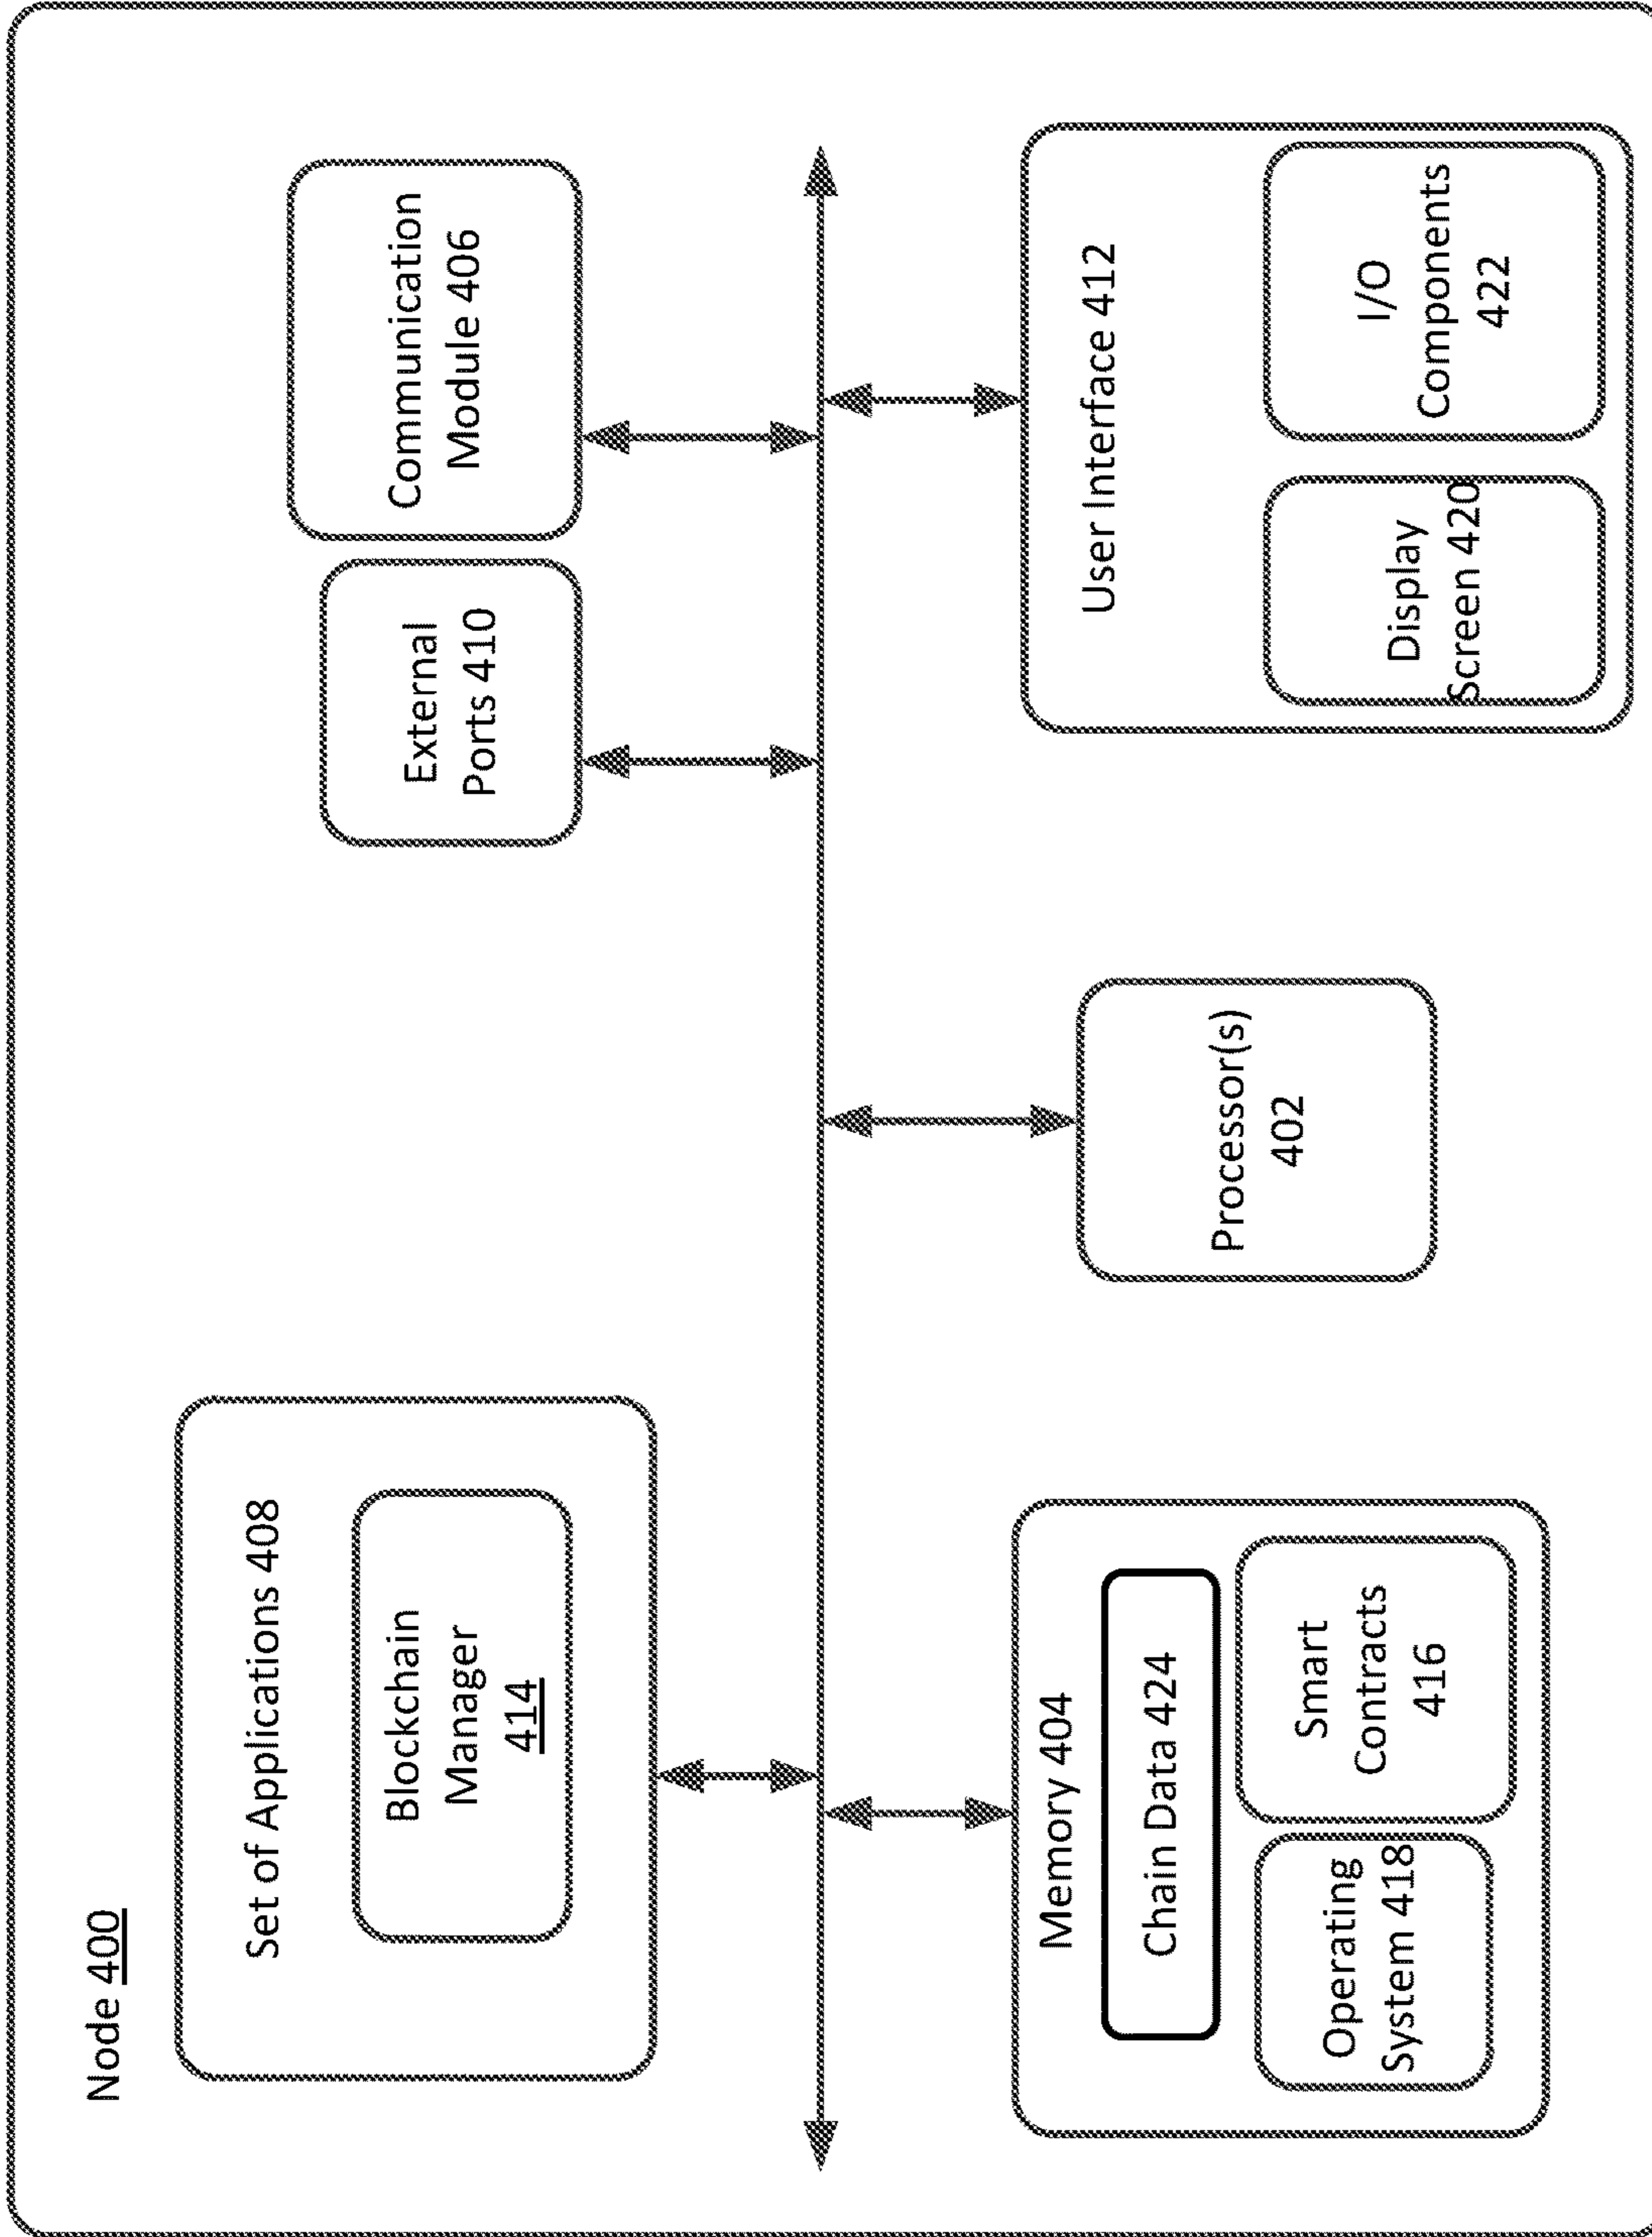 Node 400
Set of Applications 408
Blockchain
Manager
414
External
Ports 410
Communication
Module 406
Memory 404
Chain Data 424
Operating
System 418
Smart
Contracts
416
Processor(s)
402
User Interface 412
Display
Screen 420
I/O
Components
422